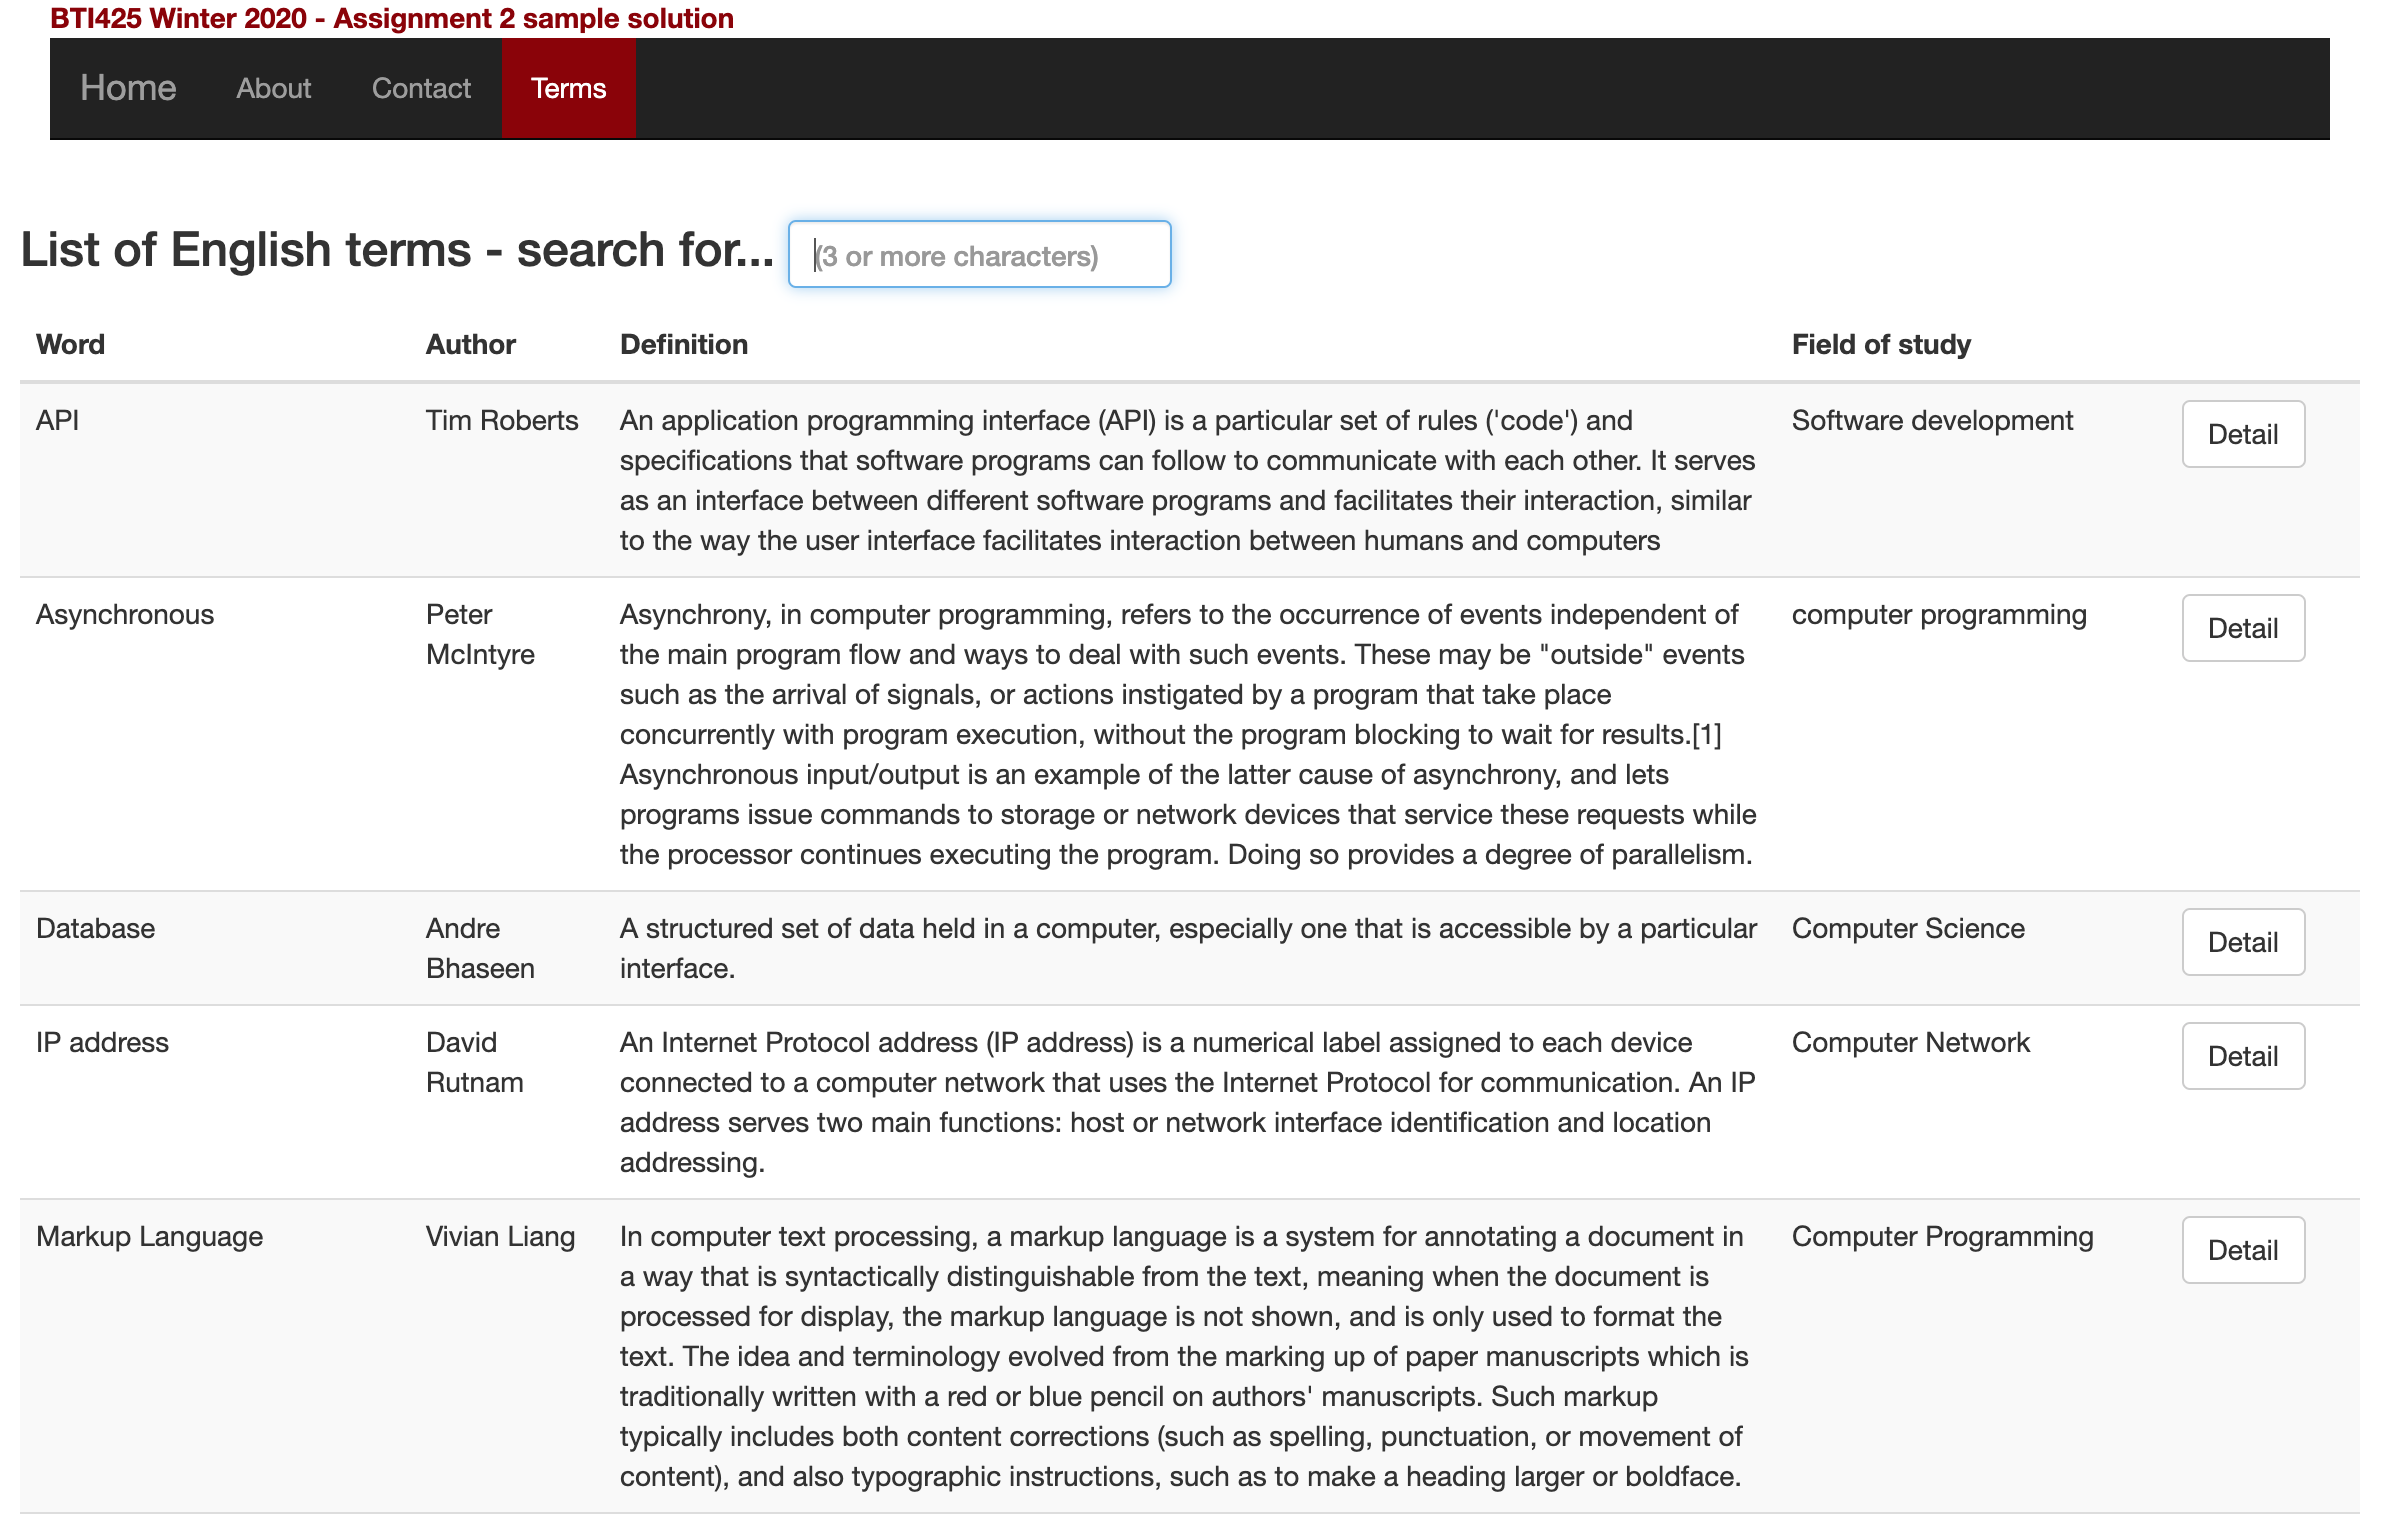 BTI425 Winter 2020 - Assignment 2 sample solution
Home About Contact Terms
List of English terms - search for... (3 or more characters)
Word Author Definition Field of study
API Tim Roberts An application programming interface (API) is a particular set of rules ('code') and Software development Detail
specifications that software programs can follow to communicate with each other. It serves
as an interface between different software programs and facilitates their interaction, similar
to the way the user interface facilitates interaction between humans and computers
Asynchronous Peter Asynchrony, in computer programming, refers to the occurrence of events independent of computer programming Detail
McIntyre the main program flow and ways to deal with such events. These may be "outside" events
such as the arrival of signals, or actions instigated by a program that take place
concurrently with program execution, without the program blocking to wait for results.[1]
Asynchronous input/output is an example of the latter cause of asynchrony, and lets
programs issue commands to storage or network devices that service these requests while
the processor continues executing the program. Doing so provides a degree of parallelism.
Database Andre A structured set of data held in a computer, especially one that is accessible by a particular Computer Science Detail
Bhaseen interface.
IP address David An Internet Protocol address (IP address) is a numerical label assigned to each device Computer Network Detail
Rutnam connected to a computer network that uses the Internet Protocol for communication. An IP
address serves two main functions: host or network interface identification and location
addressing.
Markup Language Vivian Liang In computer text processing, a markup language is a system for annotating a document in Computer Programming Detail
a way that is syntactically distinguishable from the text, meaning when the document is
processed for display, the markup language is not shown, and is only used to format the
text. The idea and terminology evolved from the marking up of paper manuscripts which is
traditionally written with a red or blue pencil on authors' manuscripts. Such markup
typically includes both content corrections (such as spelling, punctuation, or movement of
content), and also typographic instructions, such as to make a heading larger or boldface.